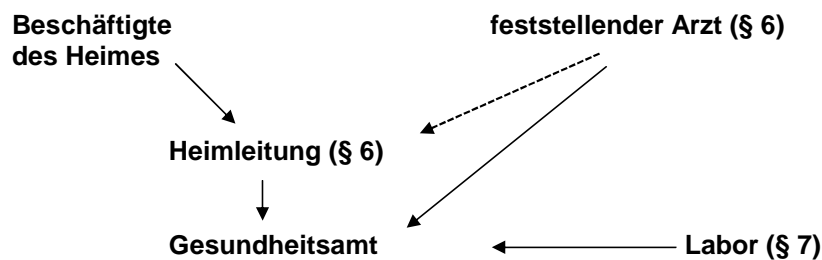 Beschäftigte
des Heimes
feststellender Arzt (§ 6)
Heimleitung (§ 6)
Gesundheitsamt
Labor (§ 7)